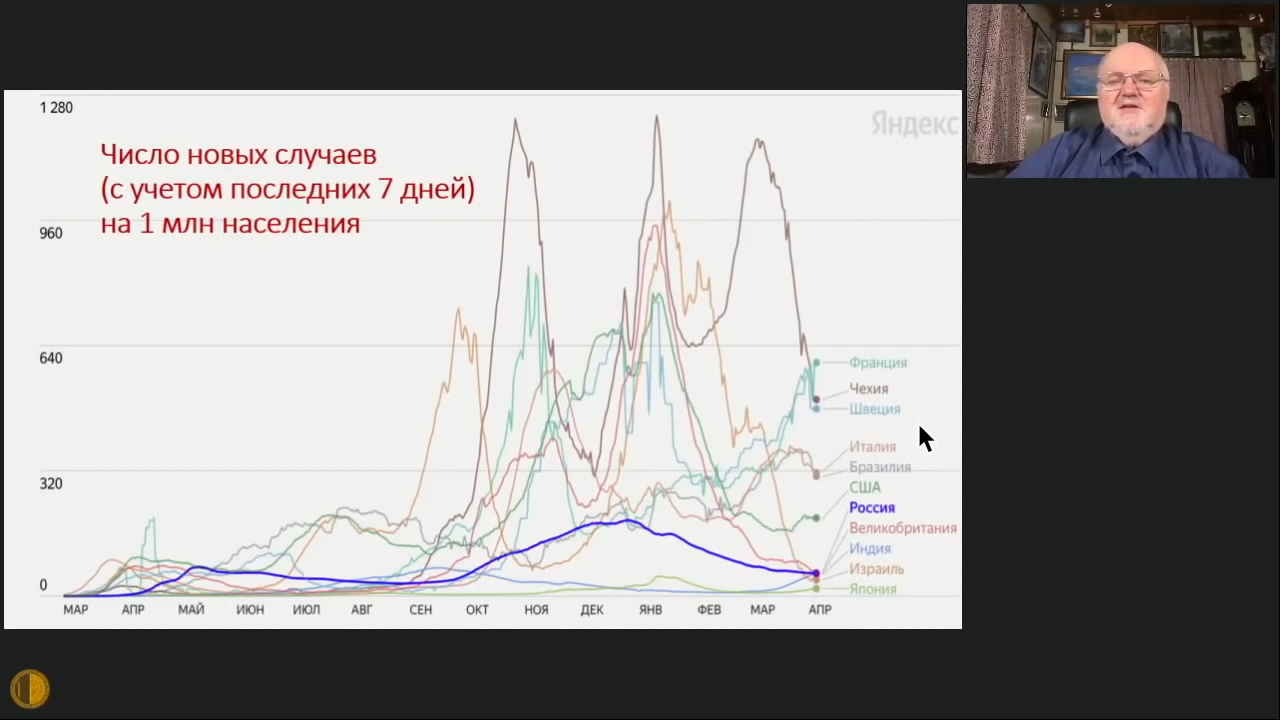 1 280
Яндекс
Число новых случаев
(с учетом последних 7 дней)
на 1 млн населения
960
640
Франция
Чехия
Швеция
Италия
Бразилия
320
США
Россия
Великобритания
Индия
Израиль
0
Япония
МАР АПР МАЙ ИЮН ИЮЛ АВГ СЕН ОКТ НОЯ ДЕК ЯНВ ФЕВ МАР АПР